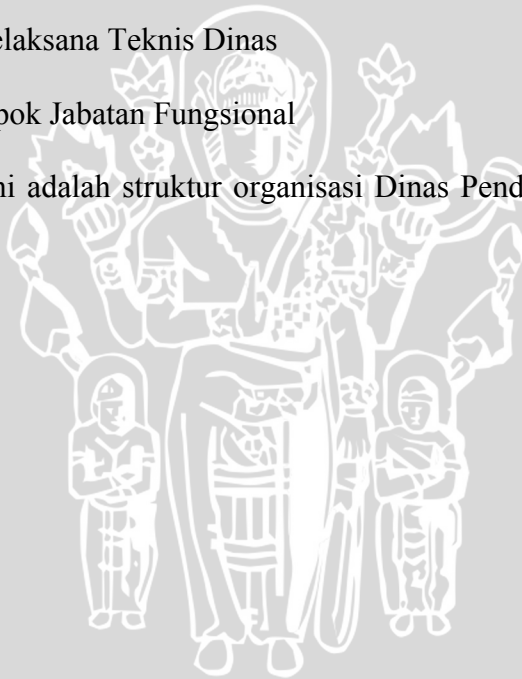 elaksana Teknis Dinas
pok Jabatan Fungsional
ni adalah struktur organisasi Dinas Pend